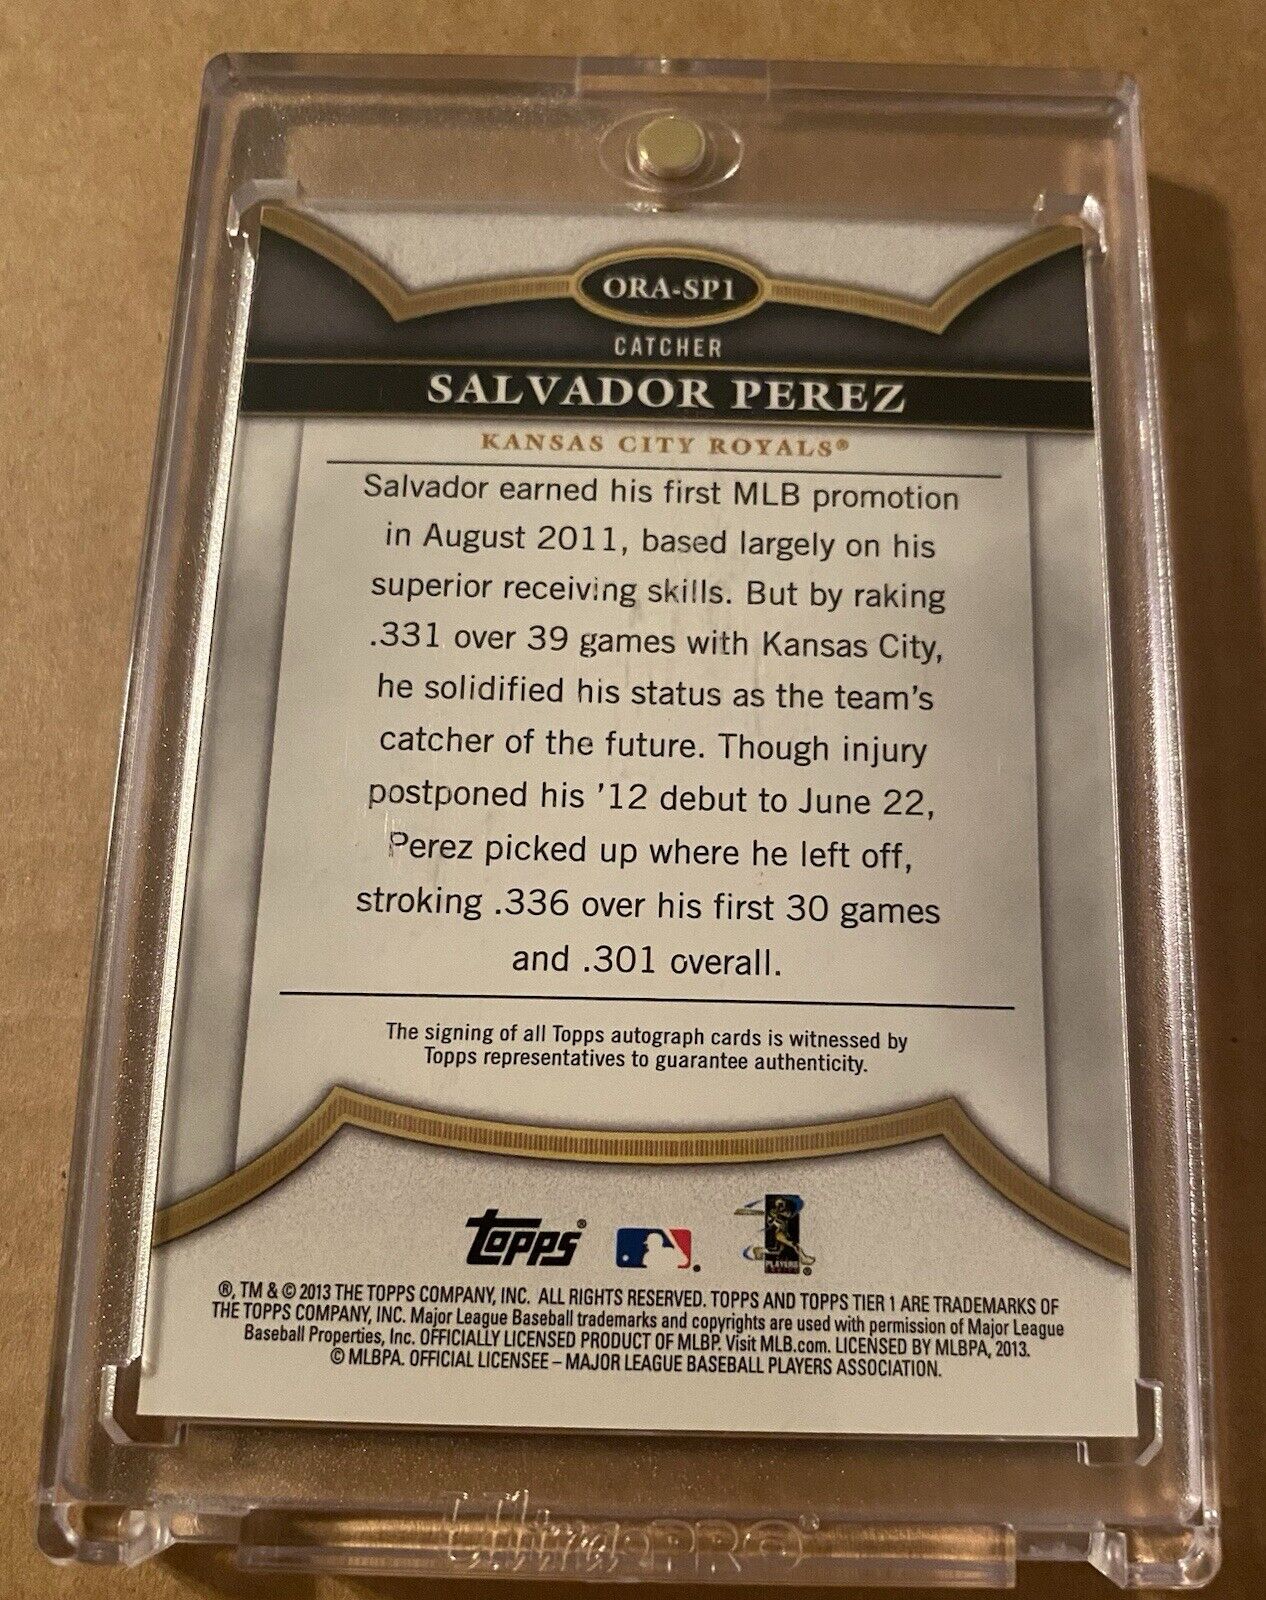 ORA-SP1
CATCHER
SALVADOR PEREZ
KANSAS CITY ROYALS®
Salvador earned his first MLB promotion
in August 2011, based largely on his
superior receiving skills. But by raking
.331 over 39 games with Kansas City,
he solidified his status as the team's
catcher of the future. Though injury
postponed his '12 debut to June 22,
Perez picked up where he left off,
stroking .336 over his first 30 games
and .301 overall.
The signing of all Topps autograph cards is witnessed by
Topps representatives to guarantee authenticity.
Topps®
PLAYERS
®, TM & © 2013 THE TOPPS COMPANY, INC. ALL RIGHTS RESERVED. TOPPS AND TOPPS TIER 1 ARE TRADEMARKS OF
THE TOPPS COMPANY, INC. Major League Baseball trademarks and copyrights are used with permission of Major League
Baseball Properties, Inc. OFFICIALLY LICENSED PRODUCT OF MLBP. Visit MLB.com. LICENSED BY MLBPA, 2013.
© MLBPA. OFFICIAL LICENSEE – MAJOR LEAGUE BASEBALL PLAYERS ASSOCIATION.
UltraPRO®